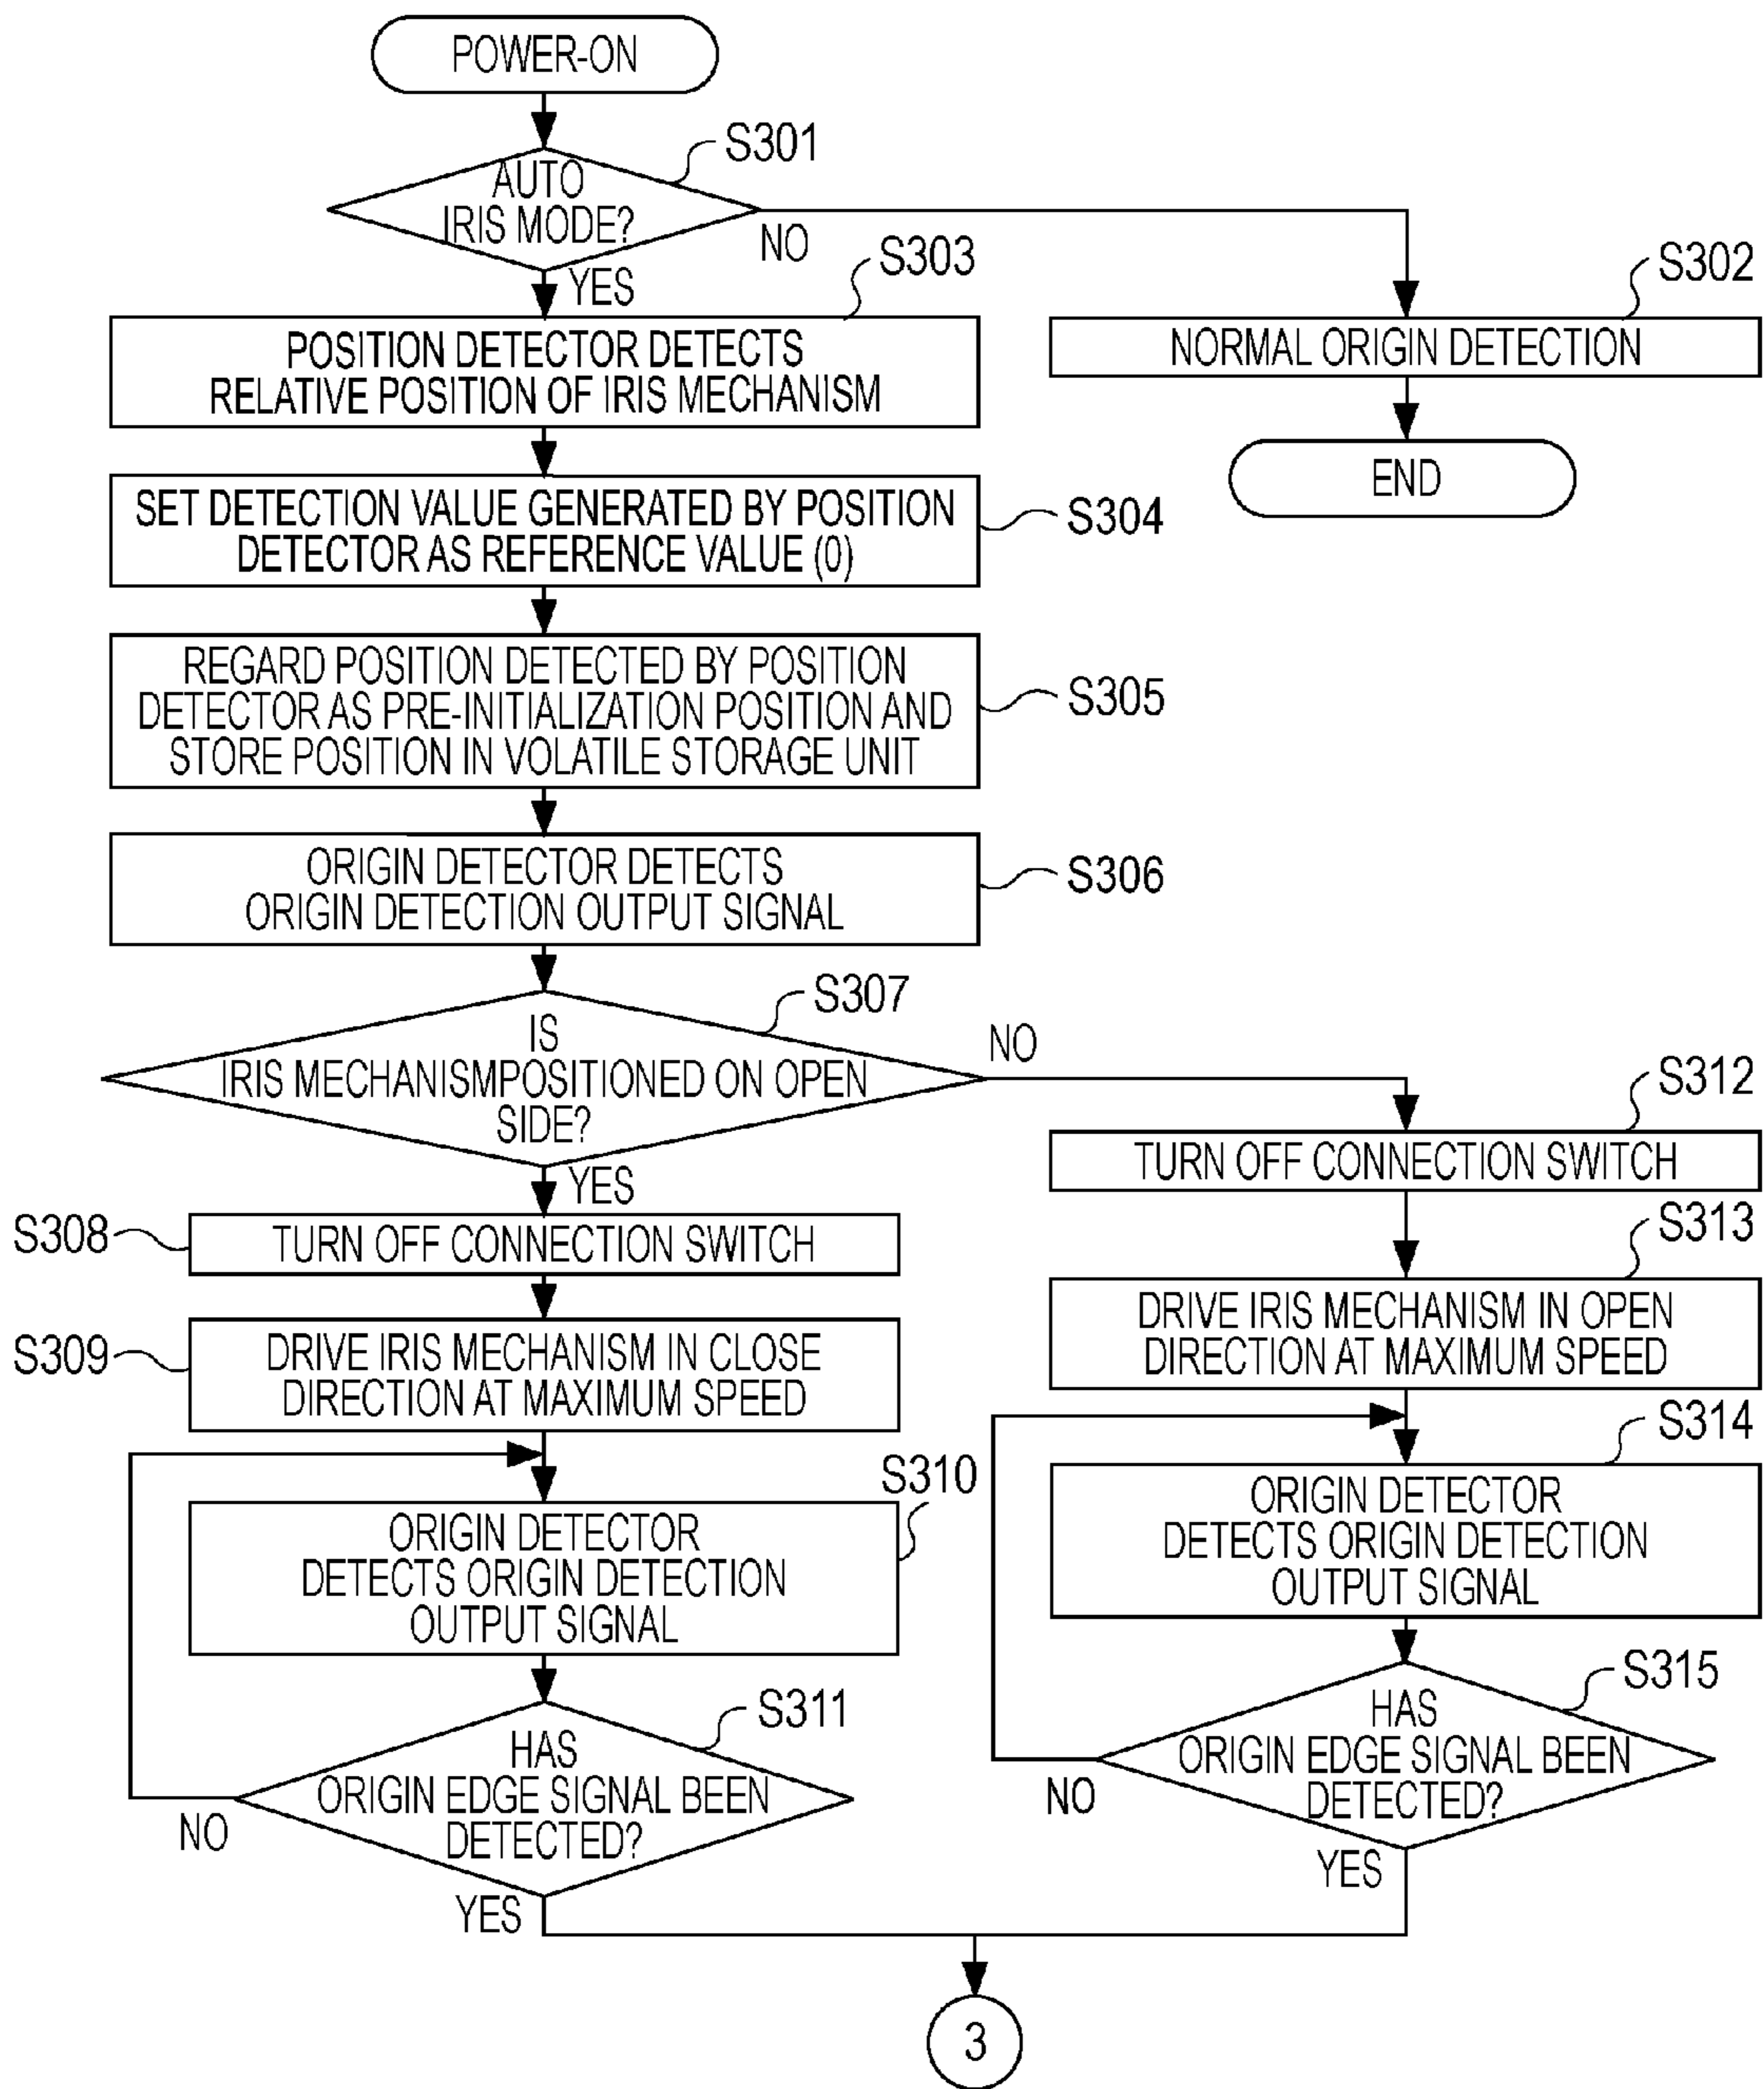 POWER-ON
S301
AUTO
IRIS MODE?
NO
YES
S303
S302
POSITION DETECTOR DETECTS
RELATIVE POSITION OF IRIS MECHANISM
NORMAL ORIGIN DETECTION
END
SET DETECTION VALUE GENERATED BY POSITION
DETECTOR AS REFERENCE VALUE (0)
S304
REGARD POSITION DETECTED BY POSITION
DETECTOR AS PRE-INITIALIZATION POSITION AND
STORE POSITION IN VOLATILE STORAGE UNIT
S305
ORIGIN DETECTOR DETECTS
ORIGIN DETECTION OUTPUT SIGNAL
S306
S307
IS
IRIS MECHANISMPOSITIONED ON OPEN
SIDE?
NO
YES
S308
TURN OFF CONNECTION SWITCH
S309
DRIVE IRIS MECHANISM IN CLOSE
DIRECTION AT MAXIMUM SPEED
S310
ORIGIN DETECTOR
DETECTS ORIGIN DETECTION
OUTPUT SIGNAL
S311
HAS
ORIGIN EDGE SIGNAL BEEN
DETECTED?
NO
YES
S312
TURN OFF CONNECTION SWITCH
S313
DRIVE IRIS MECHANISM IN OPEN
DIRECTION AT MAXIMUM SPEED
S314
ORIGIN DETECTOR
DETECTS ORIGIN DETECTION
OUTPUT SIGNAL
S315
HAS
ORIGIN EDGE SIGNAL BEEN
DETECTED?
NO
YES
3